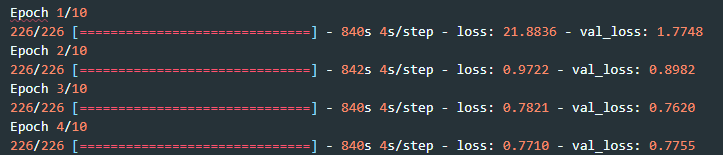 Epoch 1/10
226/226 [==============================] - 840s 4s/step - loss: 21.8836 - val_loss: 1.7748
Epoch 2/10
226/226 [==============================] - 842s 4s/step - loss: 0.9722 - val_loss: 0.8982
Epoch 3/10
226/226 [==============================] - 840s 4s/step - loss: 0.7821 - val_loss: 0.7620
Epoch 4/10
226/226 [==============================] - 840s 4s/step - loss: 0.7710 - val_loss: 0.7755